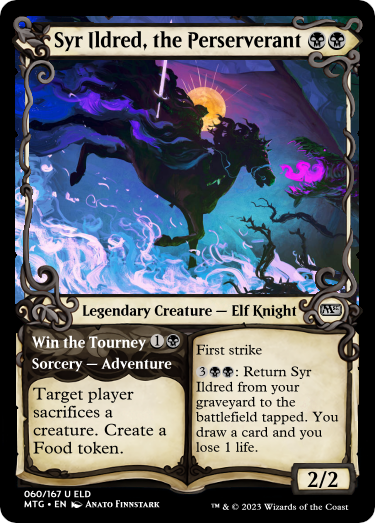 Syr Ildred, the Perserverant
Legendary Creature — Elf Knight
Win the Tourney 1
Sorcery — Adventure
Target player
sacrifices a
creature. Create a
Food token.
First strike
3: Return Syr
Ildred from your
graveyard to the
battlefield tapped. You
draw a card and you
lose 1 life.
2/2
060/167 U ELD
MTG • EN Anato Finnstark
™ & © 2023 Wizards of the Coast